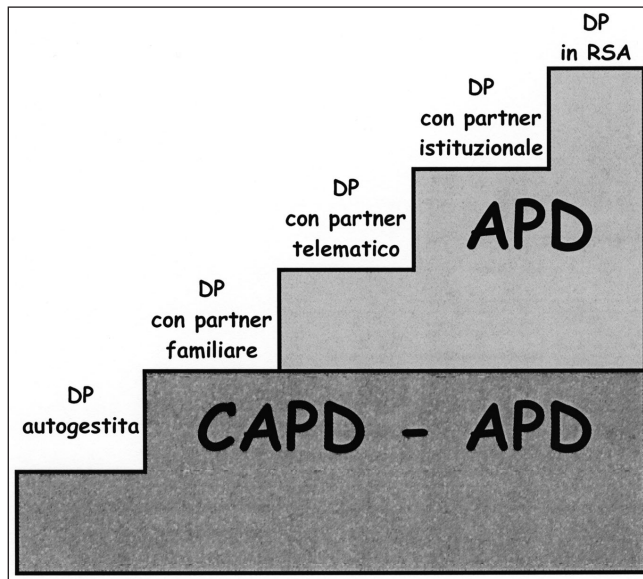 DP
in RSA
DP
con partner
istituzionale
DP
con partner
telematico
APD
DP
con partner
familiare
DP
autogestita
CAPD - APD